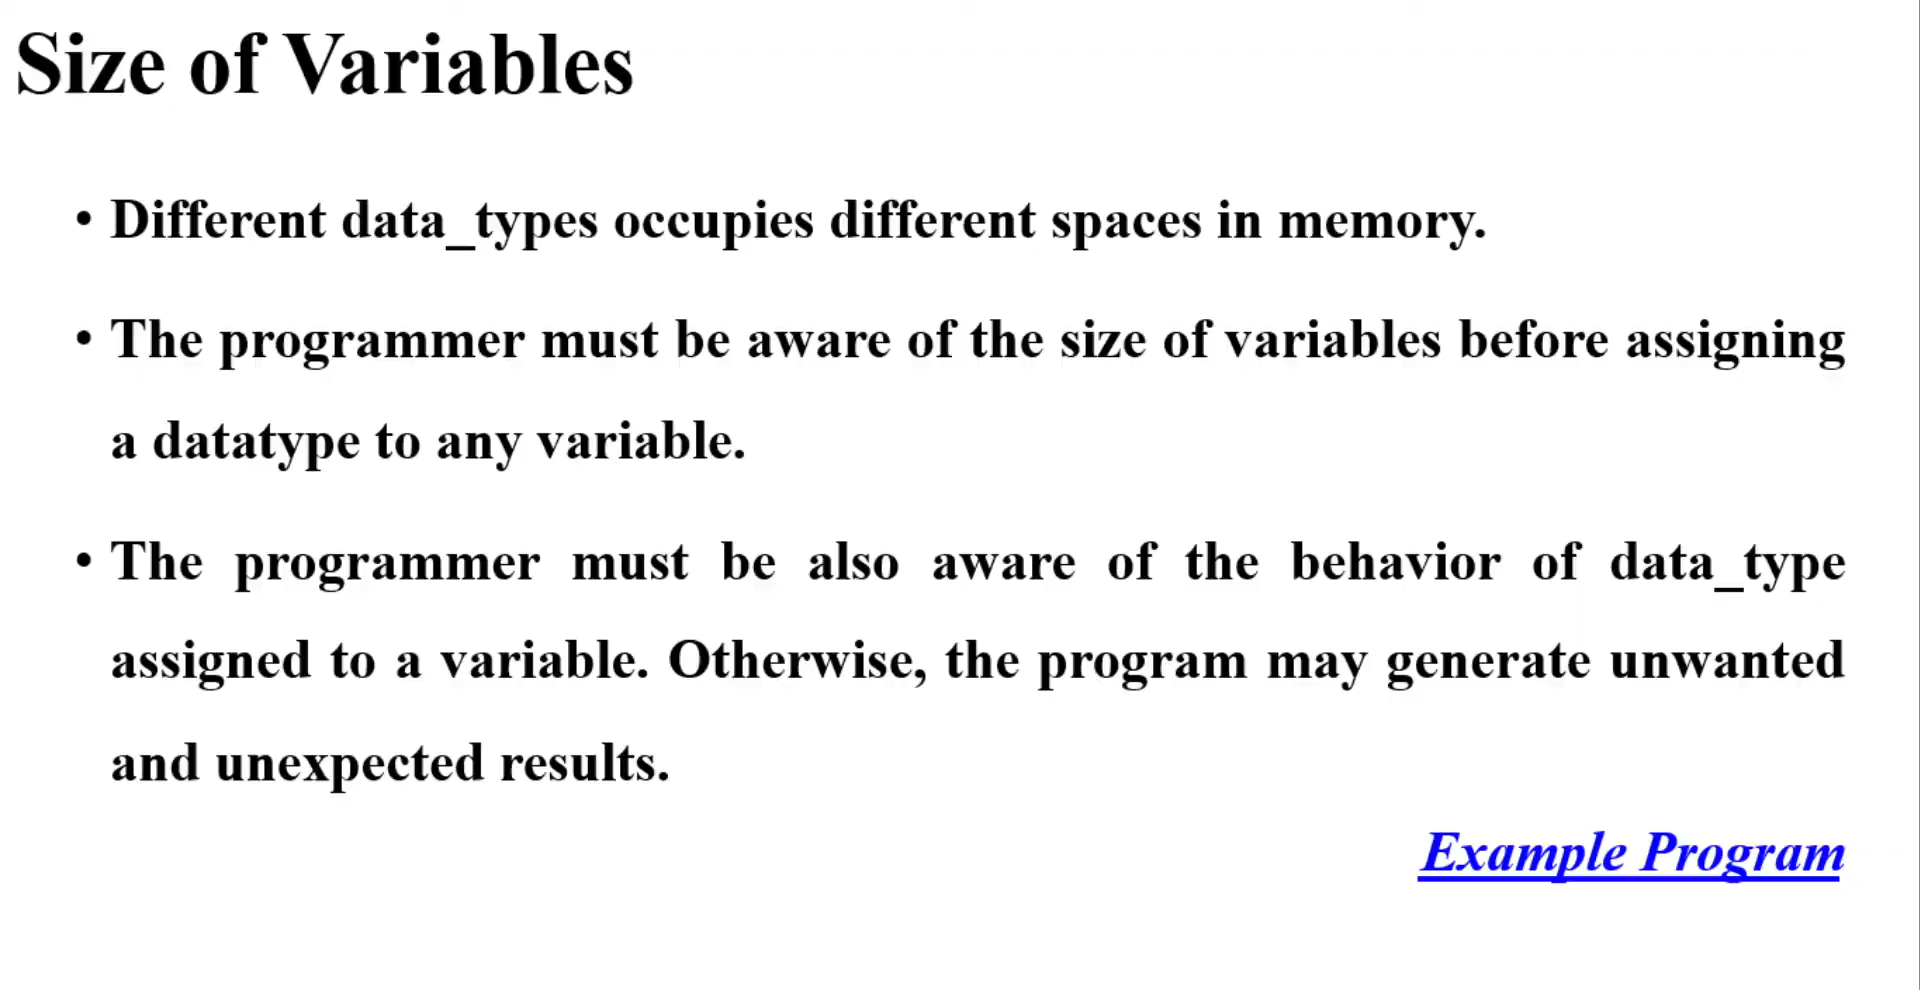 Size of Variables
• Different data_types occupies different spaces in memory.
• The programmer must be aware of the size of variables before assigning
a datatype to any variable.
• The programmer must be also aware of the behavior of data_type
assigned to a variable. Otherwise, the program may generate unwanted
and unexpected results.
Example Program